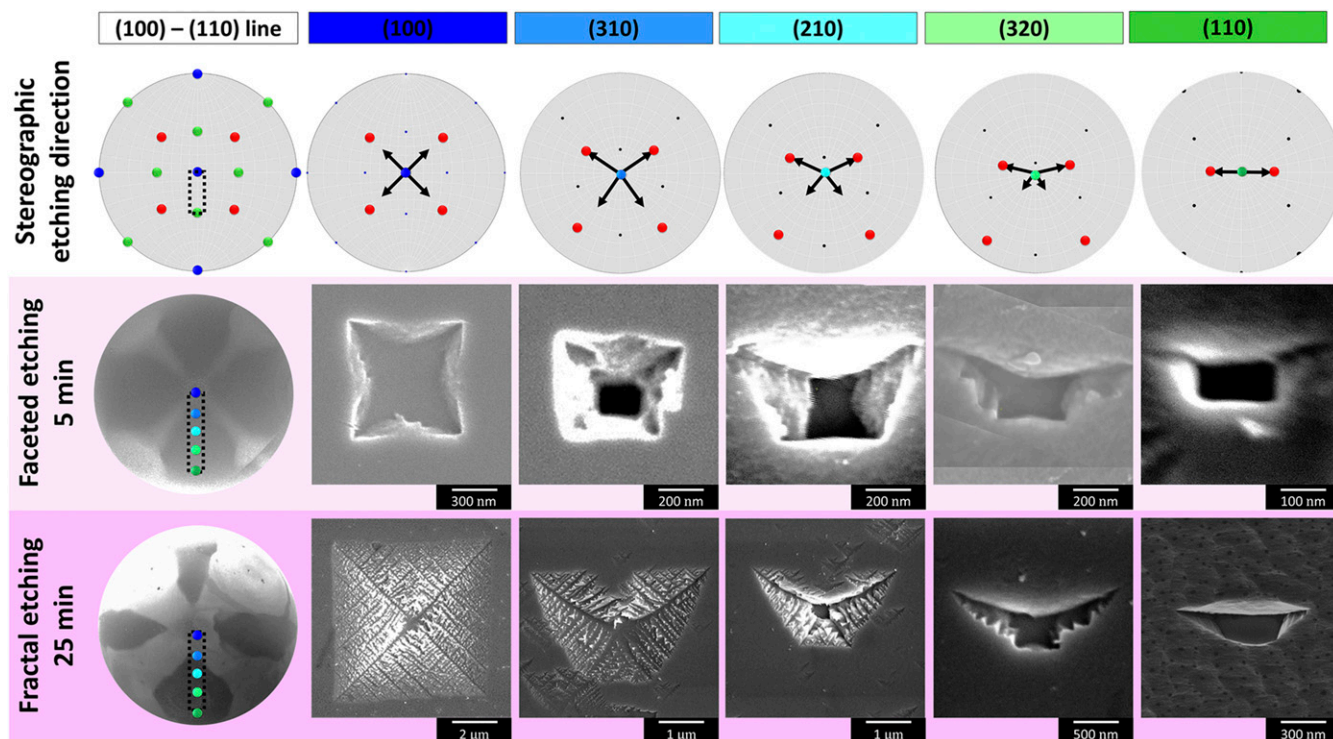 (100) – (110) line
(100)
(310)
(210)
(320)
(110)
Stereographic
etching direction
Faceted etching
5 min
300 nm
200 nm
200 nm
200 nm
100 nm
Fractal etching
25 min
2 µm
1 µm
1 µm
500 nm
300 nm